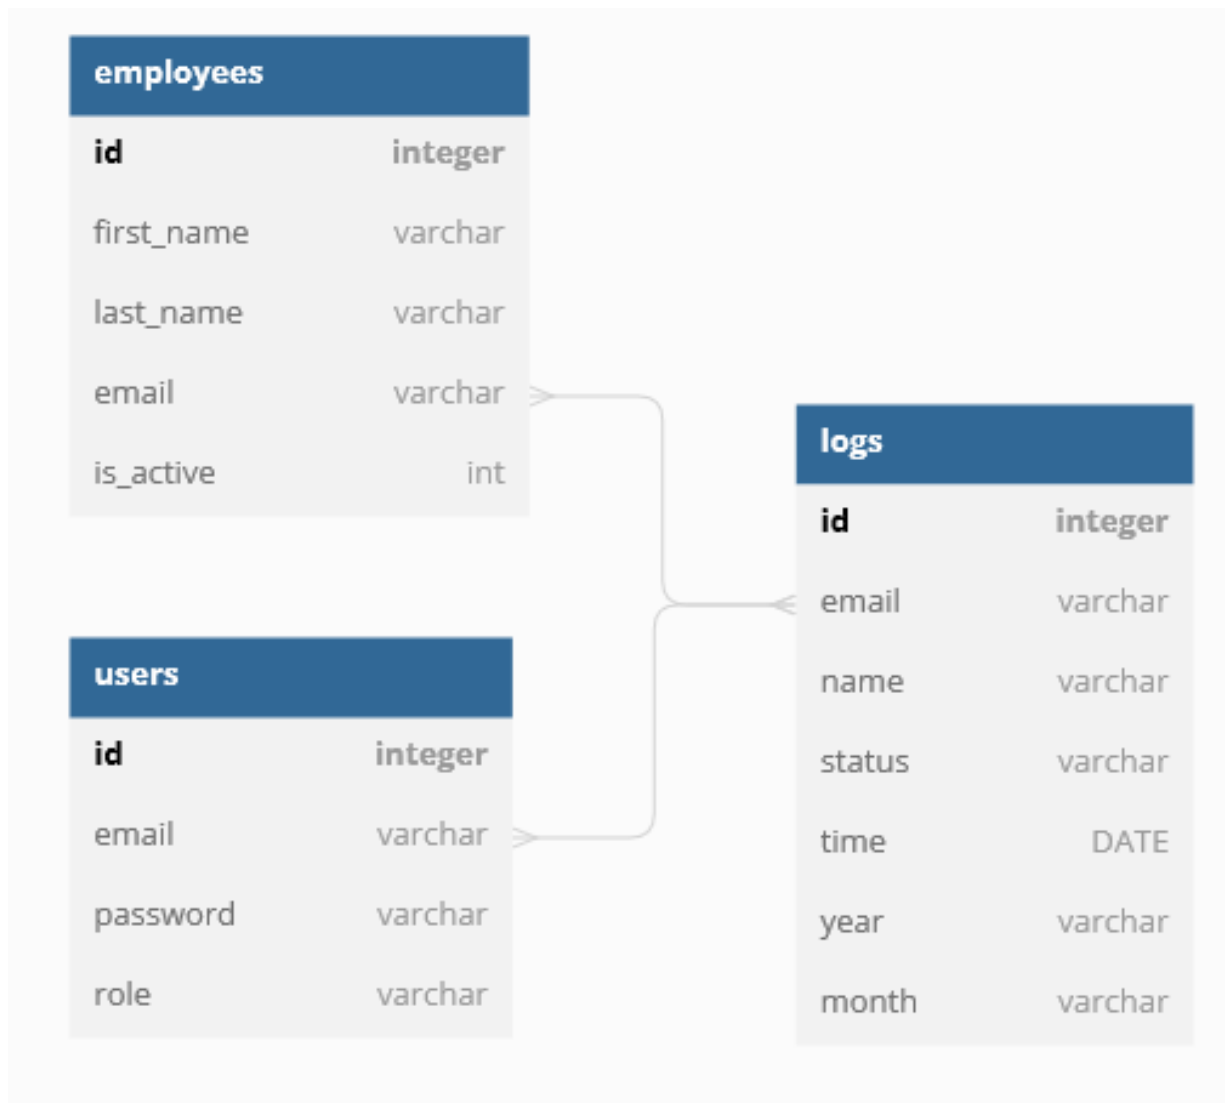 employees
id integer
first_name varchar
last_name varchar
email varchar
is_active int
users
id integer
email varchar
password varchar
role varchar
logs
id integer
email varchar
name varchar
status varchar
time DATE
year varchar
month varchar